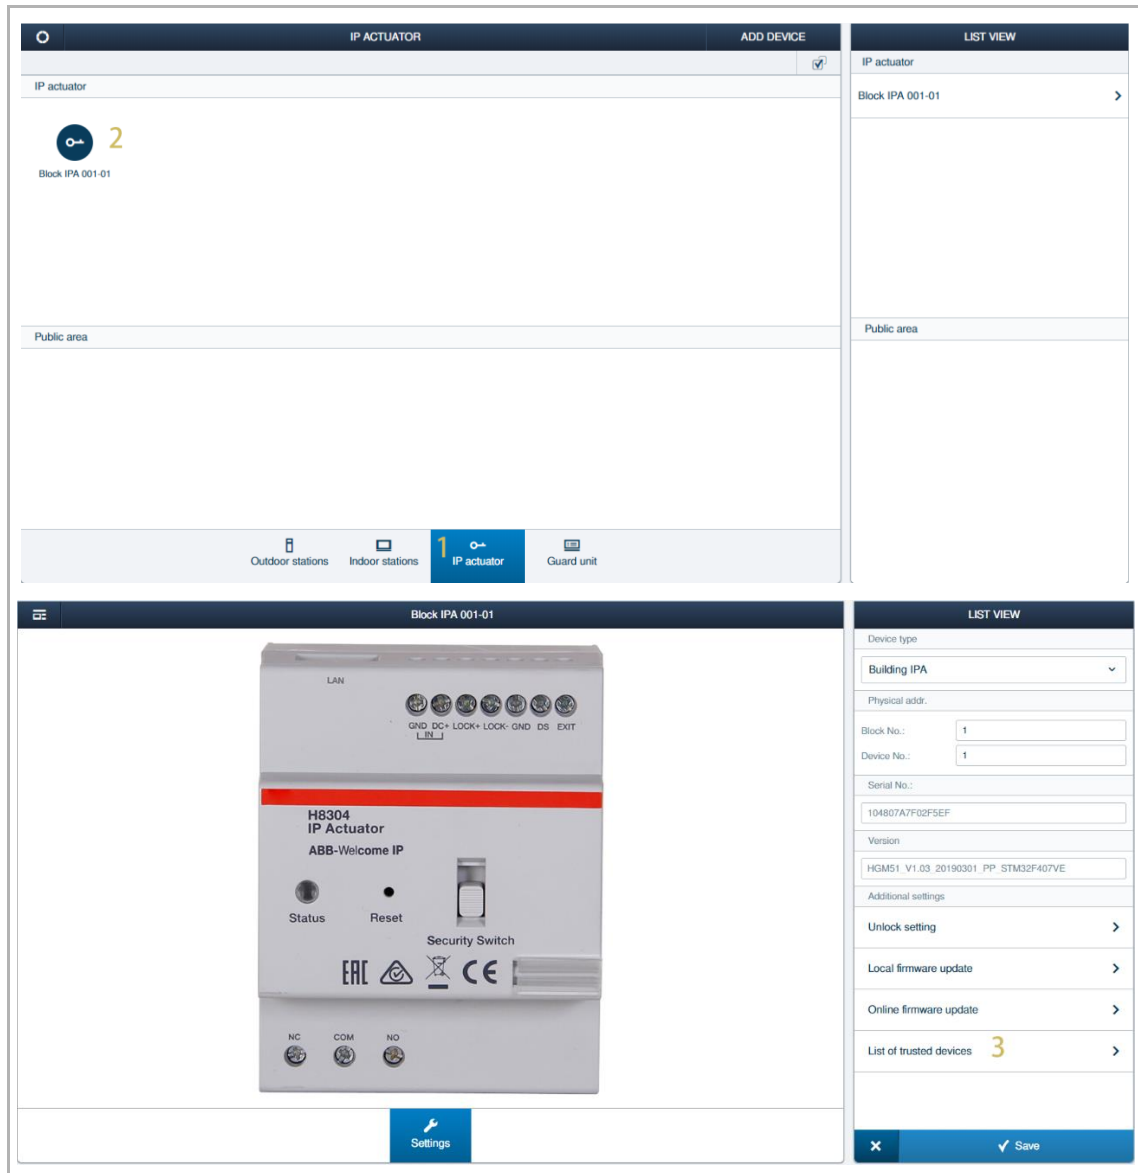 IP ACTUATOR
ADD DEVICE
LIST VIEW
IP actuator
IP actuator
Block IPA 001-01
2
Block IPA 001-01
Public area
Public area
1
Outdoor stations
Indoor stations
IP actuator
Guard unit
Block IPA 001-01
LIST VIEW
LAN
GND DC+ LOCK+ LOCK- GND DS EXIT
IN
H8304
IP Actuator
ABB-Welcome IP
Status
Reset
Security Switch
EAC
CE
NC COM NO
Settings
Device type
Building IPA
Physical addr.
Block No.: 1
Device No.: 1
Serial No.:
104807A7F02F5EF
Version
HGM51_V1.03_20190301_PP_STM32F407VE
Additional settings
Unlock setting
Local firmware update
Online firmware update
List of trusted devices 3
Save